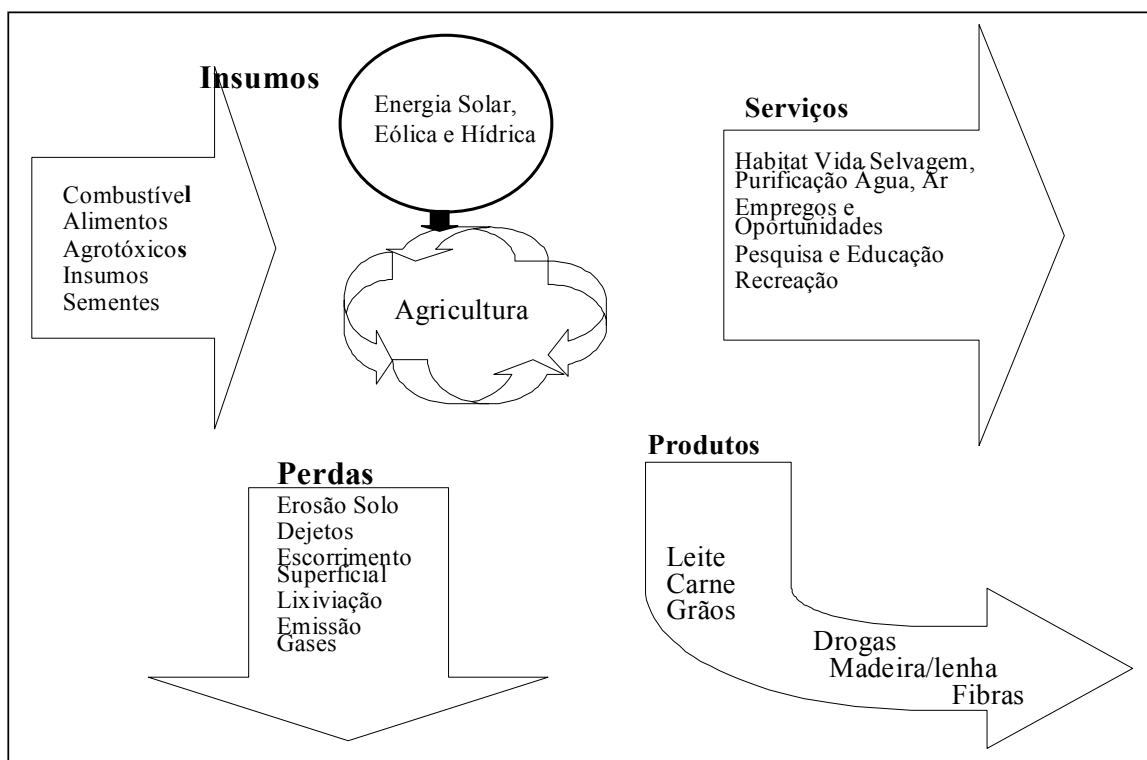 Insumos
Combustível
Alimentos
Agrotóxicos
Insumos
Sementes
Energia Solar,
Eólica e Hídrica
Agricultura
Serviços
Habitat Vida Selvagem,
Purificação Água, Ar
Empregos e
Oportunidades
Pesquisa e Educação
Recreação
Perdas
Erosão Solo
Dejetos
Escorrimento
Superficial
Lixiviação
Emissão
Gases
Produtos
Leite
Carne
Grãos
Drogas
Madeira/lenha
Fibras